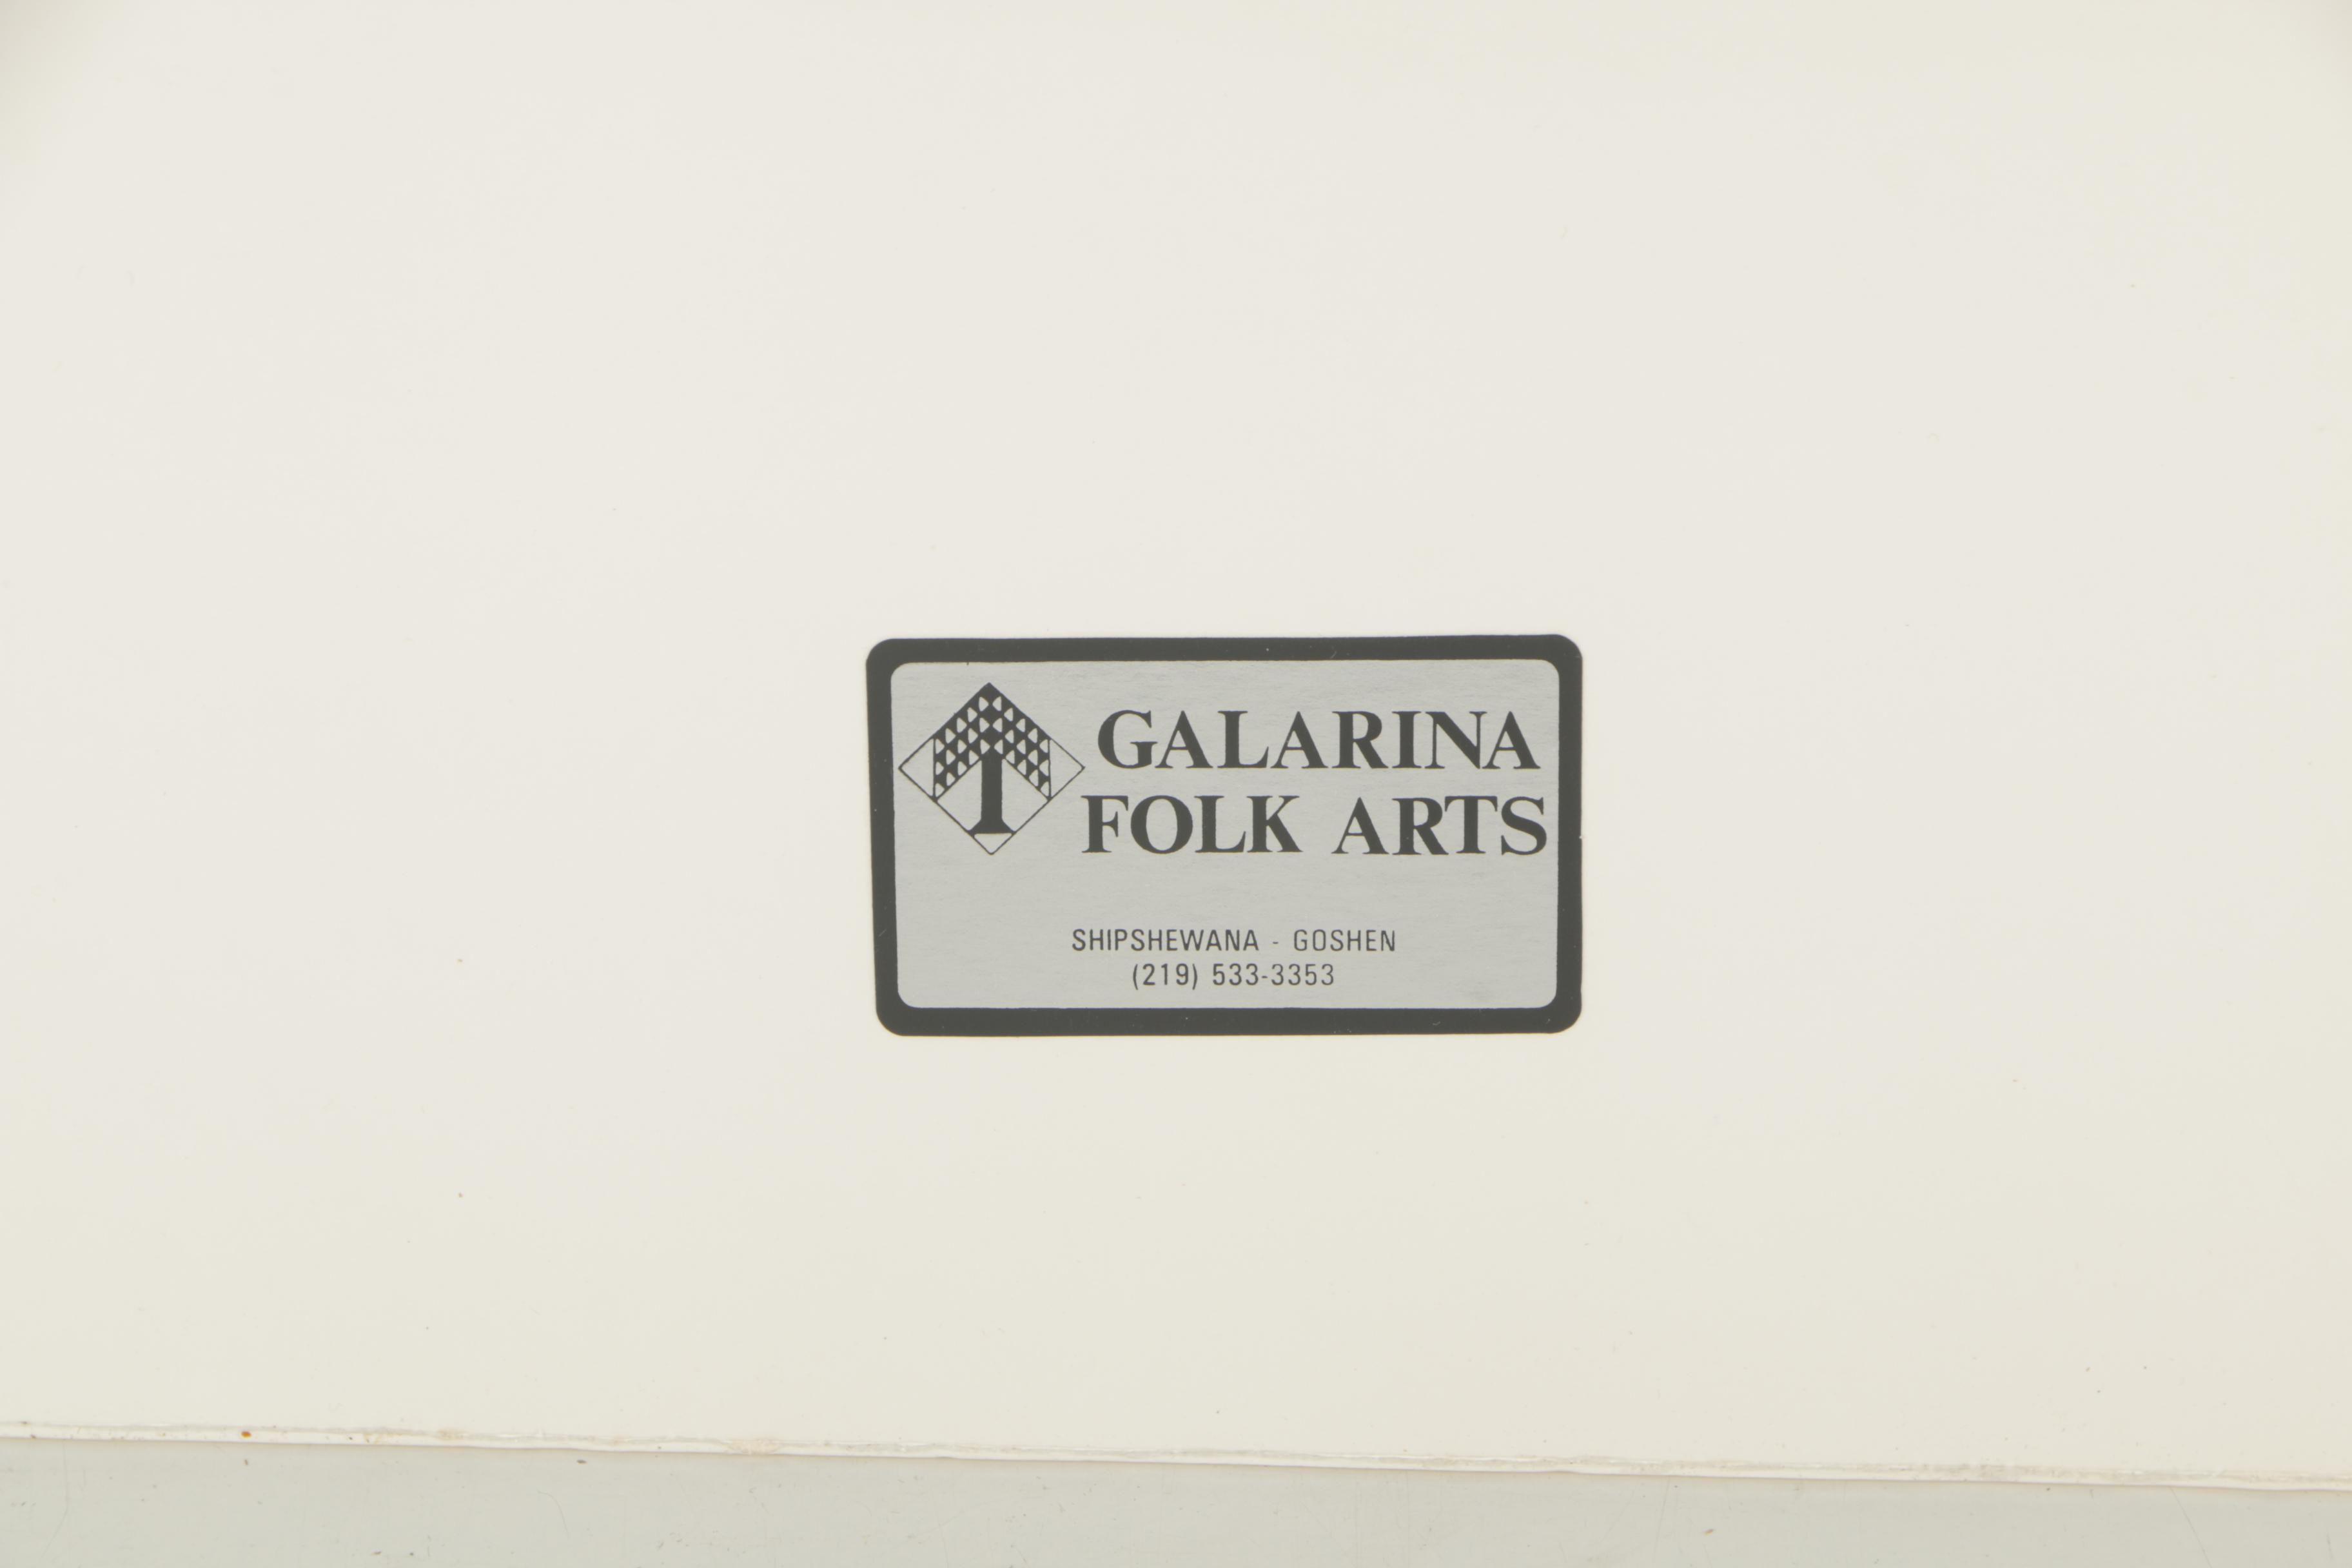 GALARINA
FOLK ARTS
SHIPSHEWANA - GOSHEN
(219) 533-3353